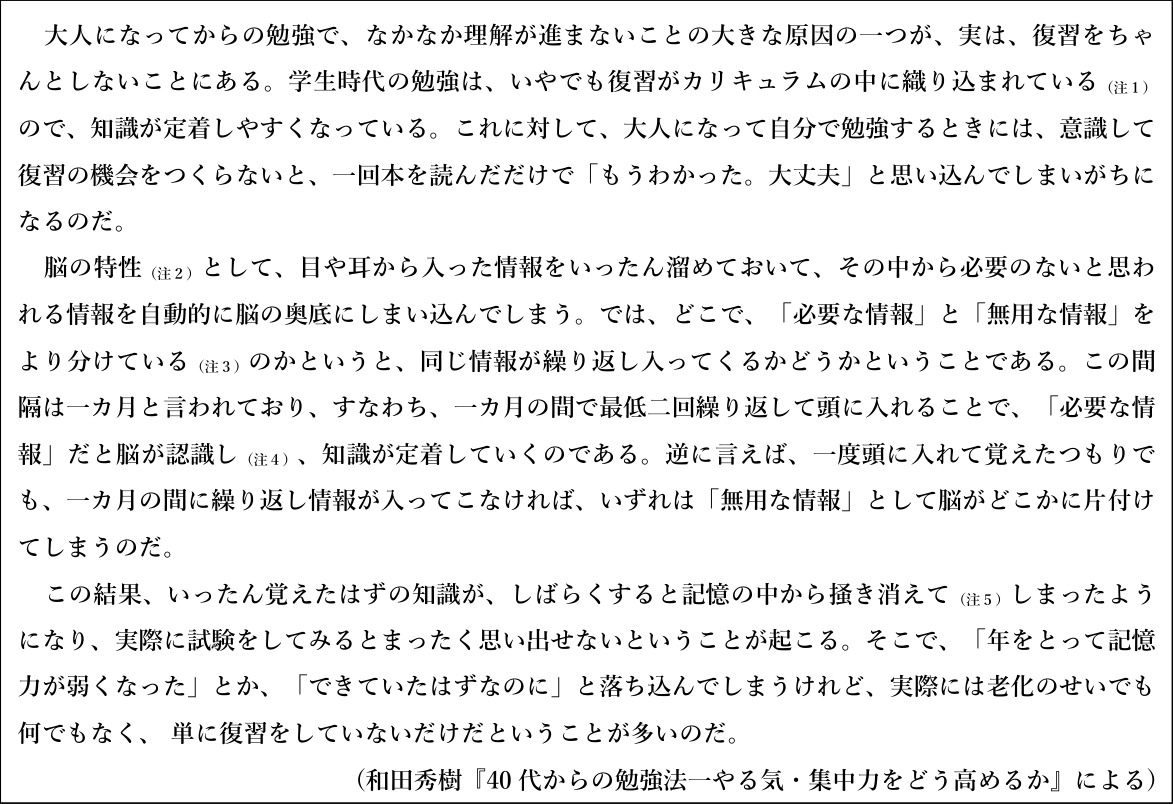 大人になってからの勉強で、なかなか理解が進まないことの大きな原因の一つが、実は、復習をちゃ
んとしないことにある。学生時代の勉強は、いやでも復習がカリキュラムの中に織り込まれている（注1）
ので、知識が定着しやすくなっている。これに対して、大人になって自分で勉強するときには、意識して
復習の機会をつくらないと、一回本を読んだだけで「もうわかった。大丈夫」と思い込んでしまいがちに
なるのだ。
脳の特性（注2）として、目や耳から入った情報をいったん溜めておいて、その中から必要のないと思わ
れる情報を自動的に脳の奥底にしまい込んでしまう。では、どこで、「必要な情報」と「無用な情報」を
より分けている（注3）のかというと、同じ情報が繰り返し入ってくるかどうかということである。この間
隔は一カ月と言われており、すなわち、一カ月の間で最低二回繰り返して頭に入れることで、「必要な情
報」だと脳が認識し（注4）、知識が定着していくのである。逆に言えば、一度頭に入れて覚えたつもりで
も、一カ月の間に繰り返し情報が入ってこなければ、いずれは「無用な情報」として脳がどこかに片付け
てしまうのだ。
この結果、いったん覚えたはずの知識が、しばらくすると記憶の中から掻き消えて（注5）しまったよう
になり、実際に試験をしてみるとまったく思い出せないということが起こる。そこで、「年をとって記憶
力が弱くなった」とか、「できていたはずなのに」と落ち込んでしまうけれど、実際には老化のせいでも
何でもなく、 単に復習をしていないだけだということが多いのだ。
（和田秀樹『40 代からの勉強法一やる気・集中力をどう高めるか』による）